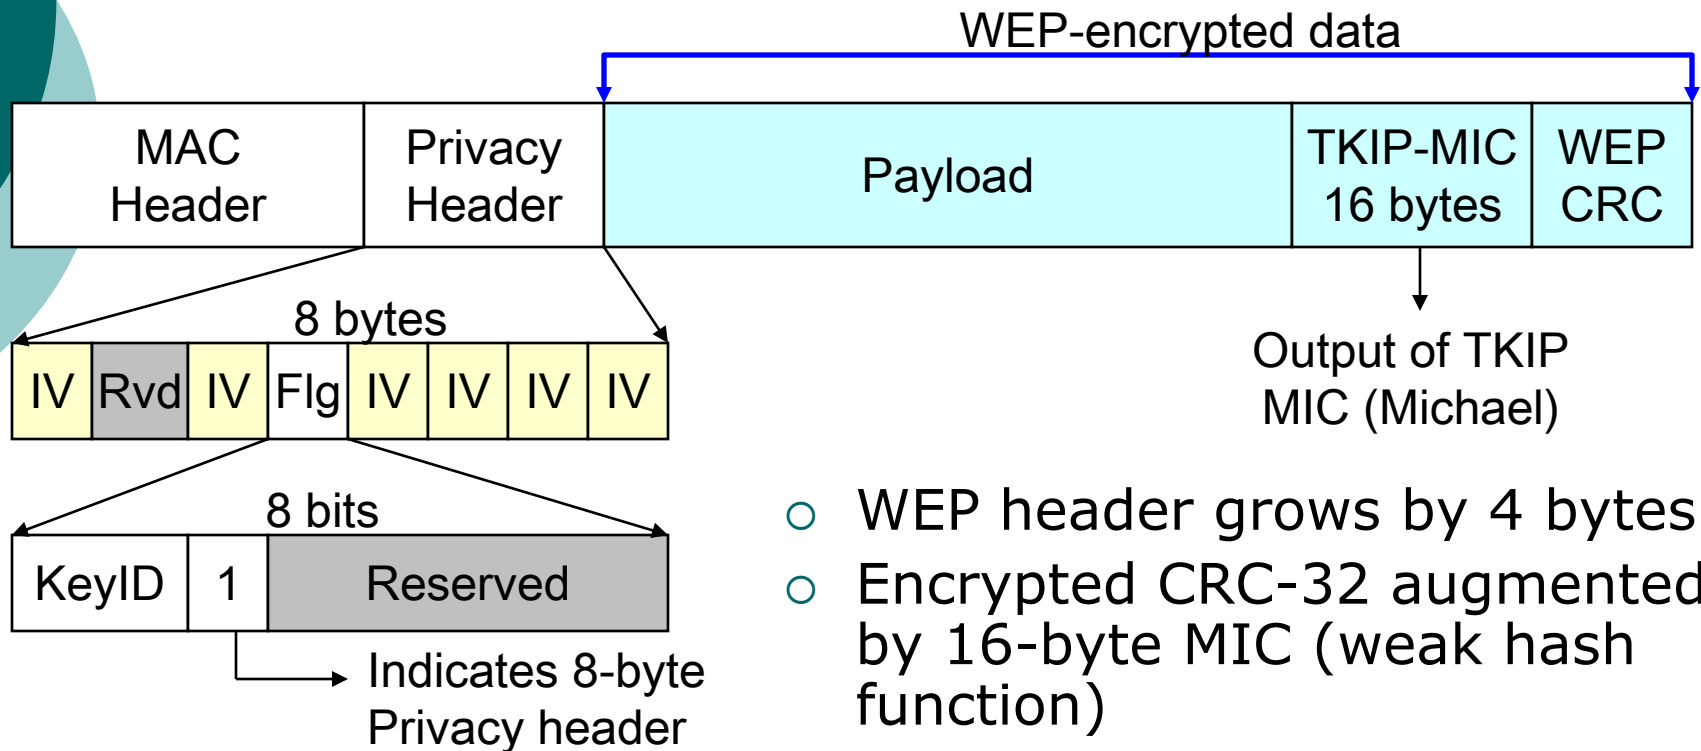 WEP-encrypted data
MAC
Header
Privacy
Header
Payload
TKIP-MIC
16 bytes
WEP
CRC
8 bytes
IV Rvd IV Flg IV IV IV IV
Output of TKIP
MIC (Michael)
8 bits
KeyID 1 Reserved
Indicates 8-byte
Privacy header
WEP header grows by 4 bytes
Encrypted CRC-32 augmented
by 16-byte MIC (weak hash
function)